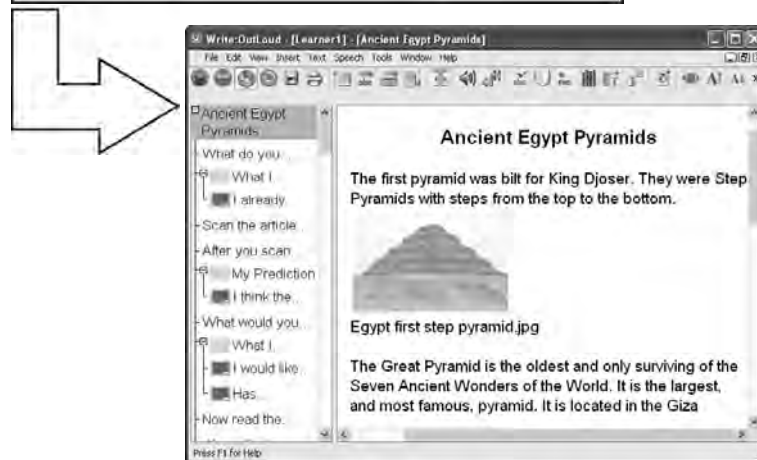 Write:OutLoud - [Learner1] - [Ancient Egypt Pyramids]
File Edit View Insert Text Speech Tools Window Help
Ancient Egypt
Pyramids
What do you...
What I...
I already...
Scan the article...
After you scan...
My Prediction
I think the...
What would you...
What I...
I would like...
Has...
Now read the...
Ancient Egypt Pyramids
The first pyramid was bilt for King Djoser. They were Step
Pyramids with steps from the top to the bottom.
Egypt first step pyramid.jpg
The Great Pyramid is the oldest and only surviving of the
Seven Ancient Wonders of the World. It is the largest,
and most famous, pyramid. It is located in the Giza
Press F1 for Help